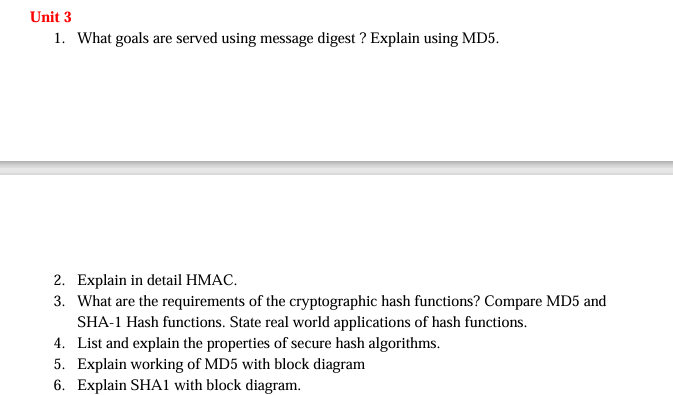 Unit 3
1. What goals are served using message digest ? Explain using MD5.
2. Explain in detail HMAC.
3. What are the requirements of the cryptographic hash functions? Compare MD5 and
SHA-1 Hash functions. State real world applications of hash functions.
4. List and explain the properties of secure hash algorithms.
5. Explain working of MD5 with block diagram
6. Explain SHA1 with block diagram.